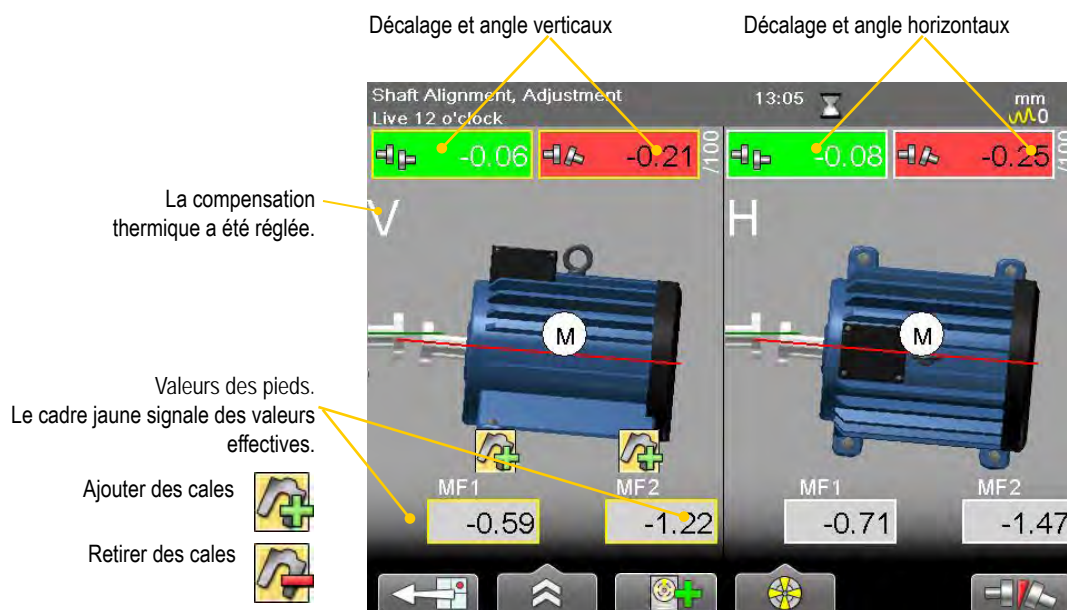 Décalage et angle verticaux
Décalage et angle horizontaux
Shaft Alignment, Adjustment
Live 12 o'clock
13:05
mm
0
-0.06
-0.21
/100
-0.08
-0.25
/100
La compensation
thermique a été réglée.
V
H
M
M
Valeurs des pieds.
Le cadre jaune signale des valeurs
effectives.
Ajouter des cales
Retirer des cales
MF1
MF2
MF1
MF2
-0.59
-1.22
-0.71
-1.47